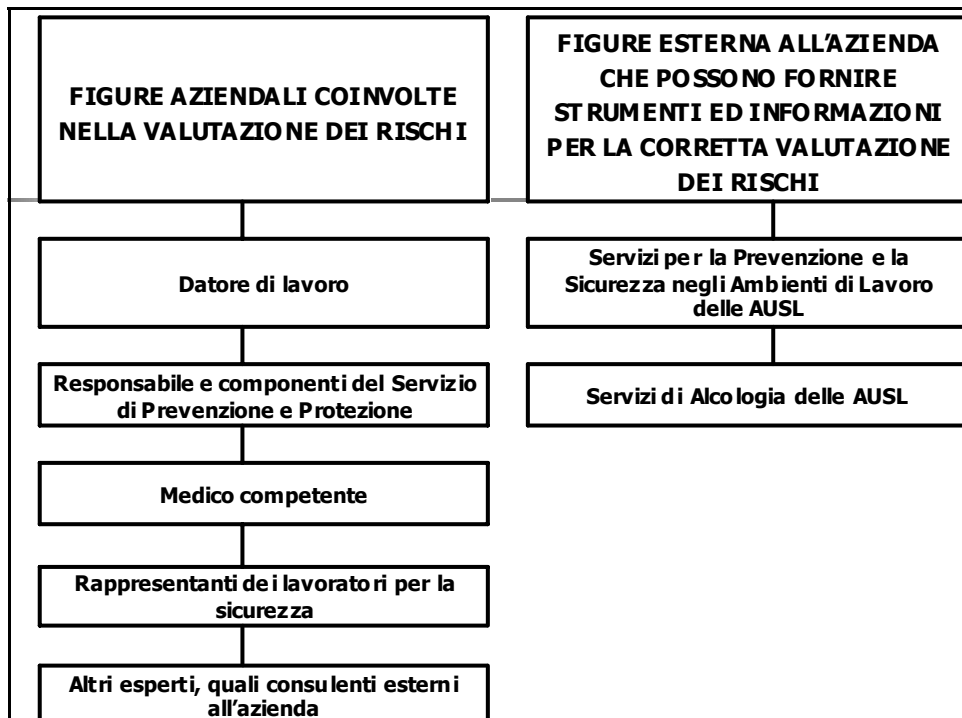 FIGURE AZIENDALI COINVOLTE
NELLA VALUTAZIONE DEI RISCHI
Datore di lavoro
Responsabile e componenti del Servizio
di Prevenzione e Protezione
Medico competente
Rappresentanti dei lavoratori per la
sicurezza
Altri esperti, quali consulenti esterni
all'azienda
FIGURE ESTERNA ALL'AZIENDA
CHE POSSONO FORNIRE
STRUMENTI ED INFORMAZIONI
PER LA CORRETTA VALUTAZIONE
DEI RISCHI
Servizi per la Prevenzione e la
Sicurezza negli Ambienti di Lavoro
delle AUSL
Servizi di Alcologia delle AUSL